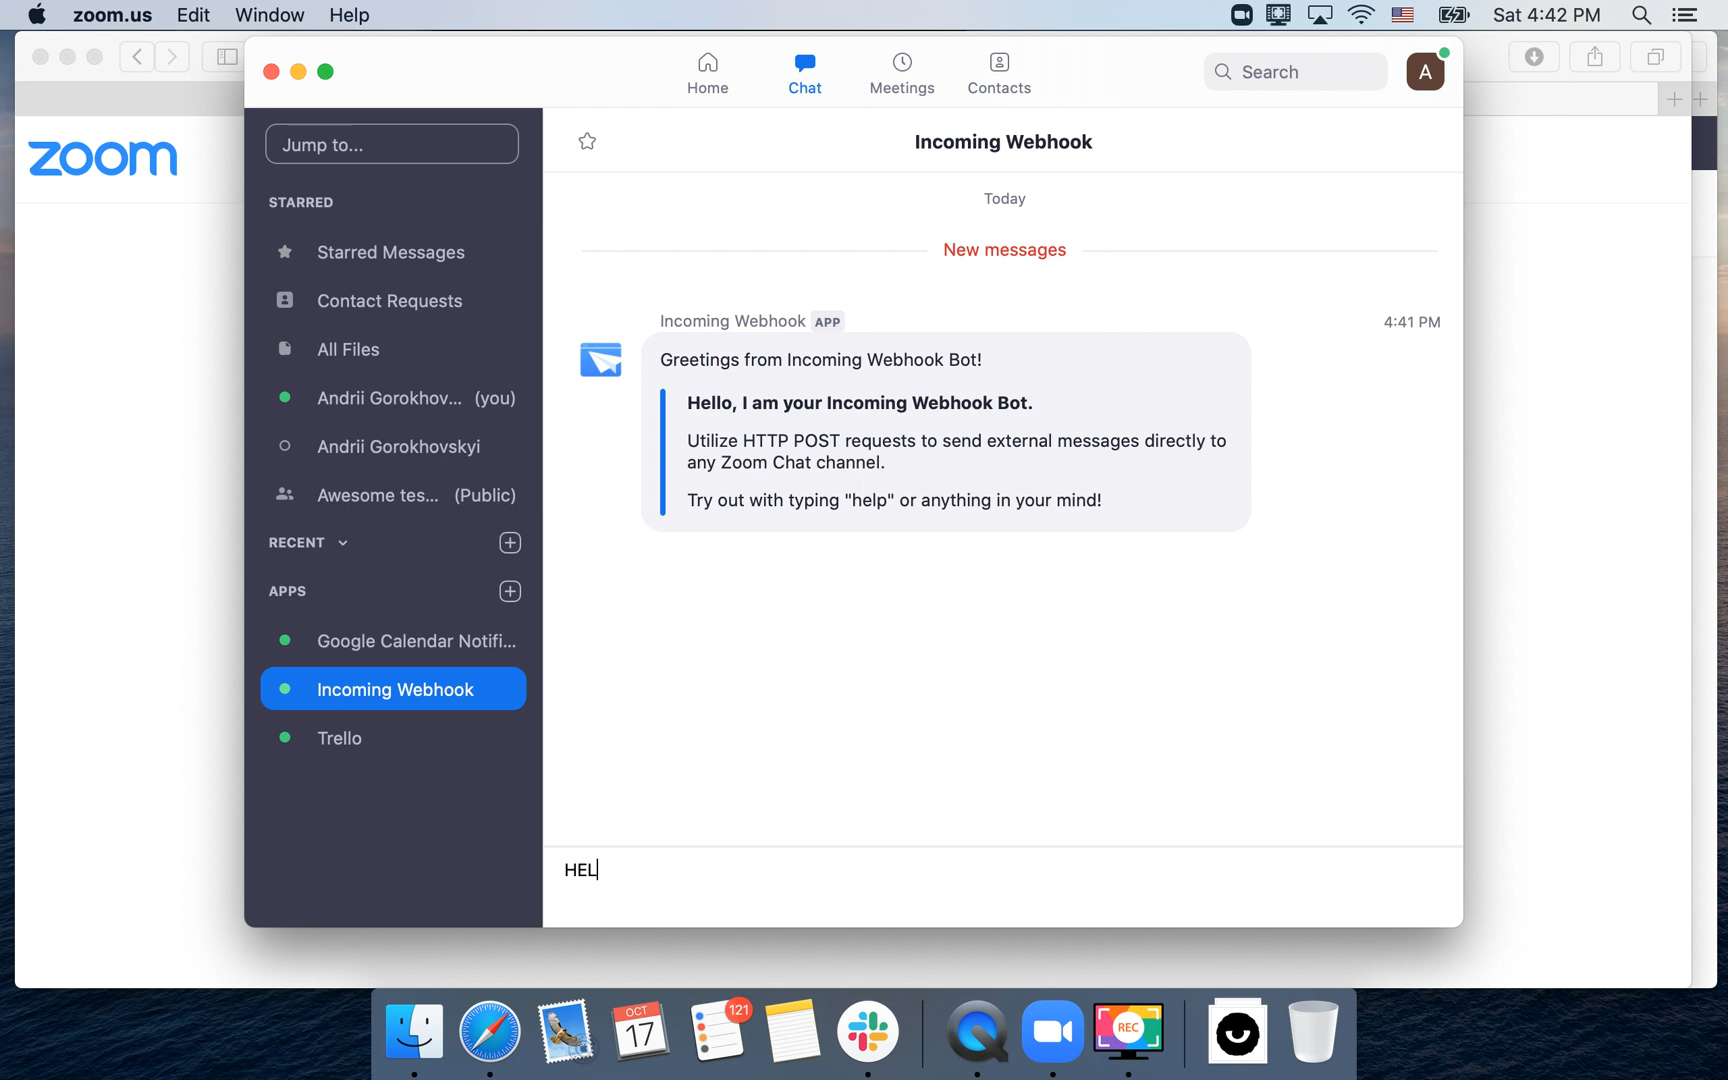 zoom.us Edit Window Help
Sat 4:42 PM
zoom
Home
Chat
Meetings
Contacts
Search
A
Jump to...
STARRED
Starred Messages
Contact Requests
All Files
Andrii Gorokhov... (you)
Andrii Gorokhovskyi
Awesome tes... (Public)
RECENT
APPS
Google Calendar Notifi...
Incoming Webhook
Trello
Incoming Webhook
Today
New messages
Incoming Webhook APP
4:41 PM
Greetings from Incoming Webhook Bot!
Hello, I am your Incoming Webhook Bot.
Utilize HTTP POST requests to send external messages directly to
any Zoom Chat channel.
Try out with typing "help" or anything in your mind!
HEL
OCT
17
121
REC